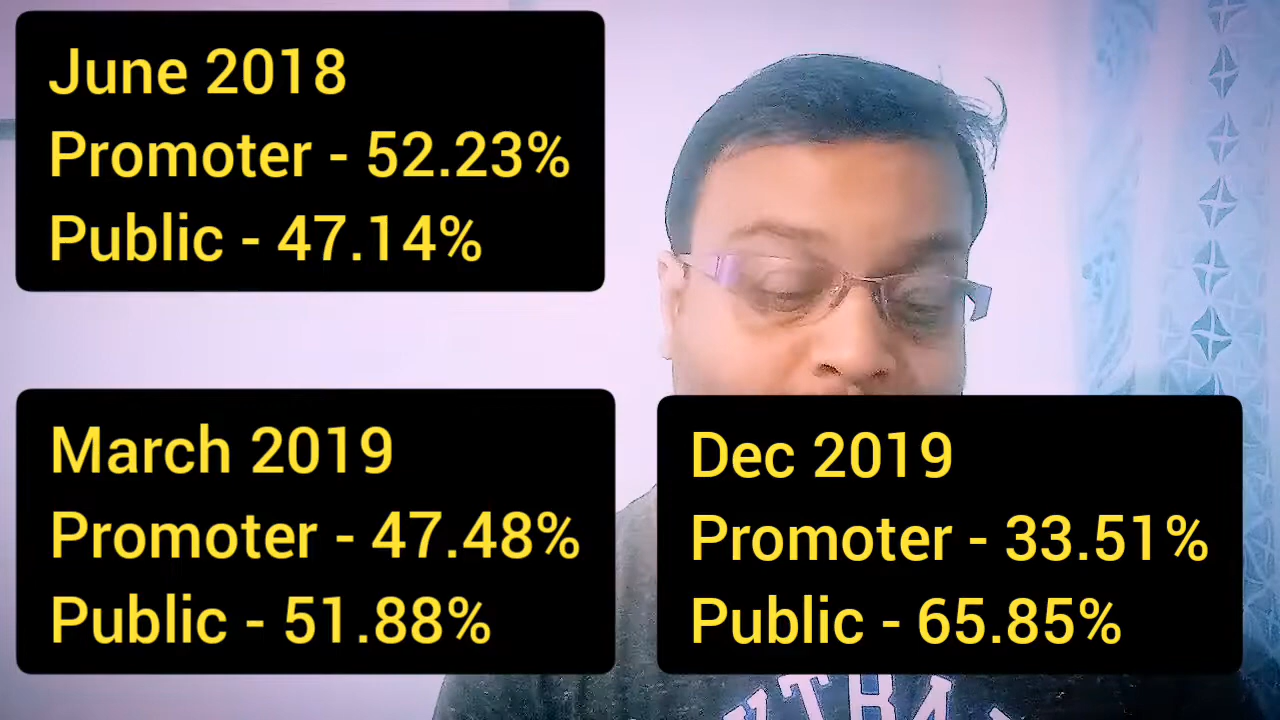 June 2018
Promoter - 52.23%
Public - 47.14%
March 2019
Promoter - 47.48%
Public - 51.88%
Dec 2019
Promoter - 33.51%
Public - 65.85%